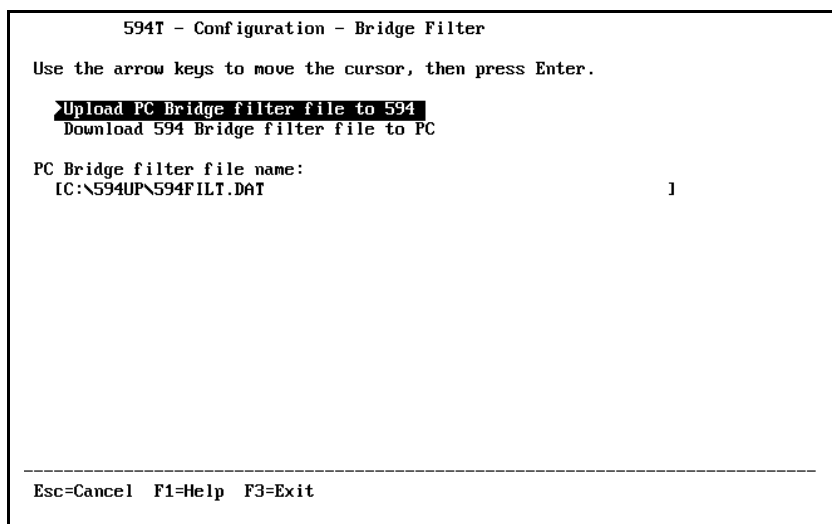 594T - Configuration - Bridge Filter
Use the arrow keys to move the cursor, then press Enter.
Upload PC Bridge filter file to 594
Download 594 Bridge filter file to PC
PC Bridge filter file name:
[C:\594UP\594FILT.DAT ]
Esc=Cancel F1=Help F3=Exit